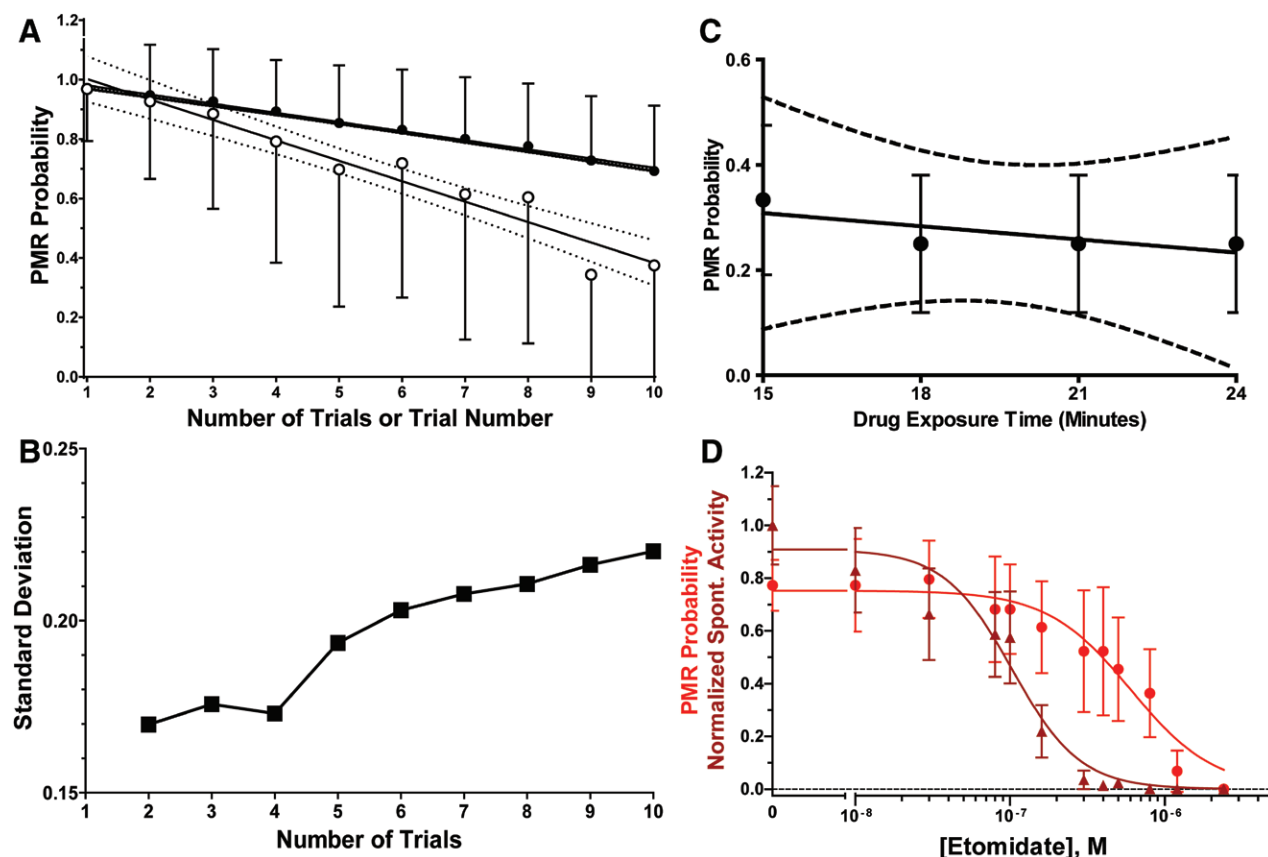 A
PMR Probability
1.2
1.0
0.8
0.6
0.4
0.2
0.0
1 2 3 4 5 6 7 8 9 10
Number of Trials or Trial Number
B
Standard Deviation
0.25
0.20
0.15
1 2 3 4 5 6 7 8 9 10
Number of Trials
C
PMR Probability
0.6
0.4
0.2
0.0
15 18 21 24
Drug Exposure Time (Minutes)
D
PMR Probability
Normalized Spont. Activity
1.2
1.0
0.8
0.6
0.4
0.2
0.0
0 10-8 10-7 10-6
[Etomidate], M